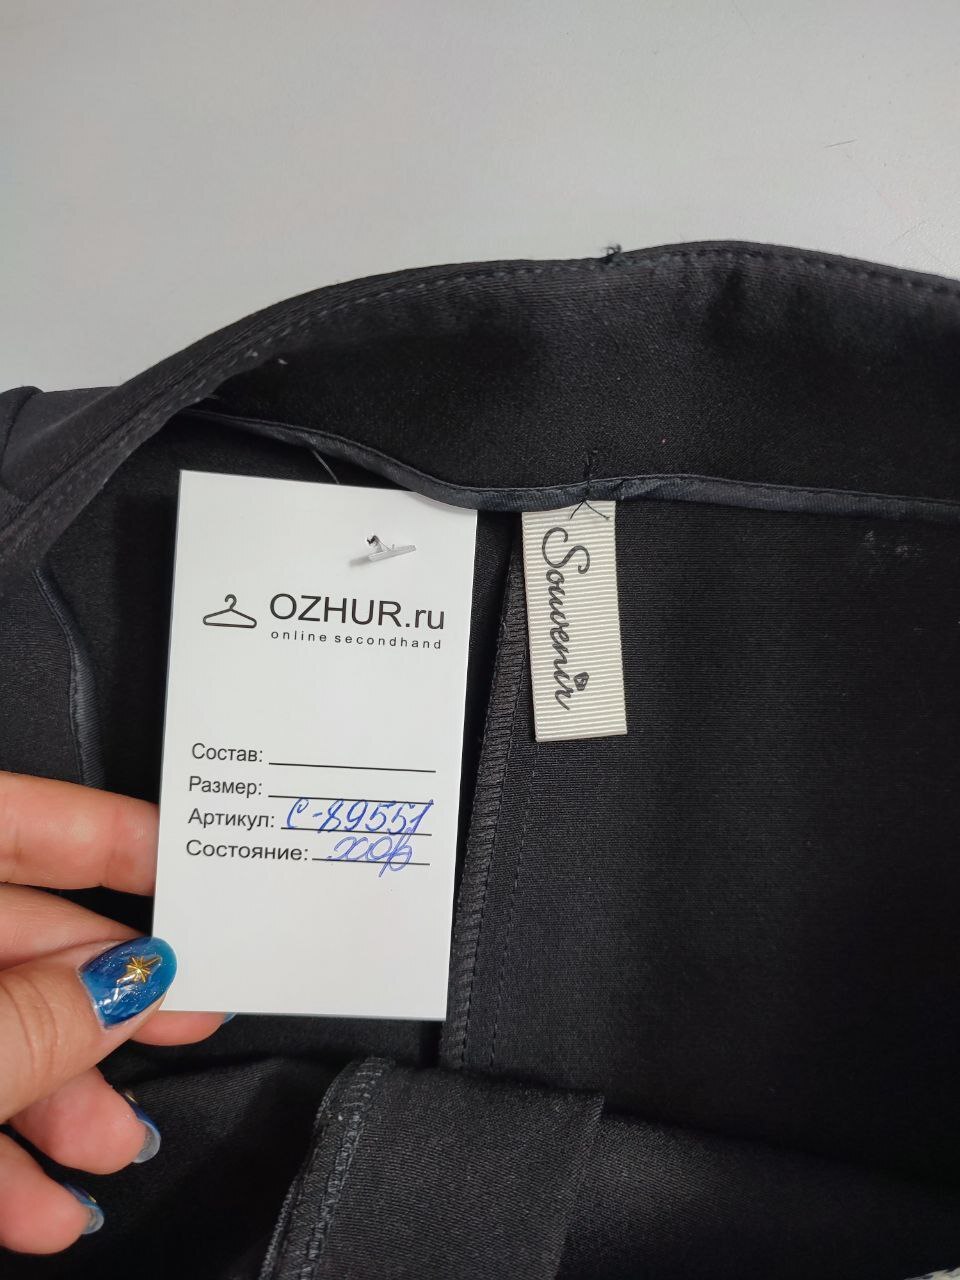 OZHUR.ru
online secondhand
Состав:
Размер:
Артикул: С-89551
Состояние: хор
Souvenir